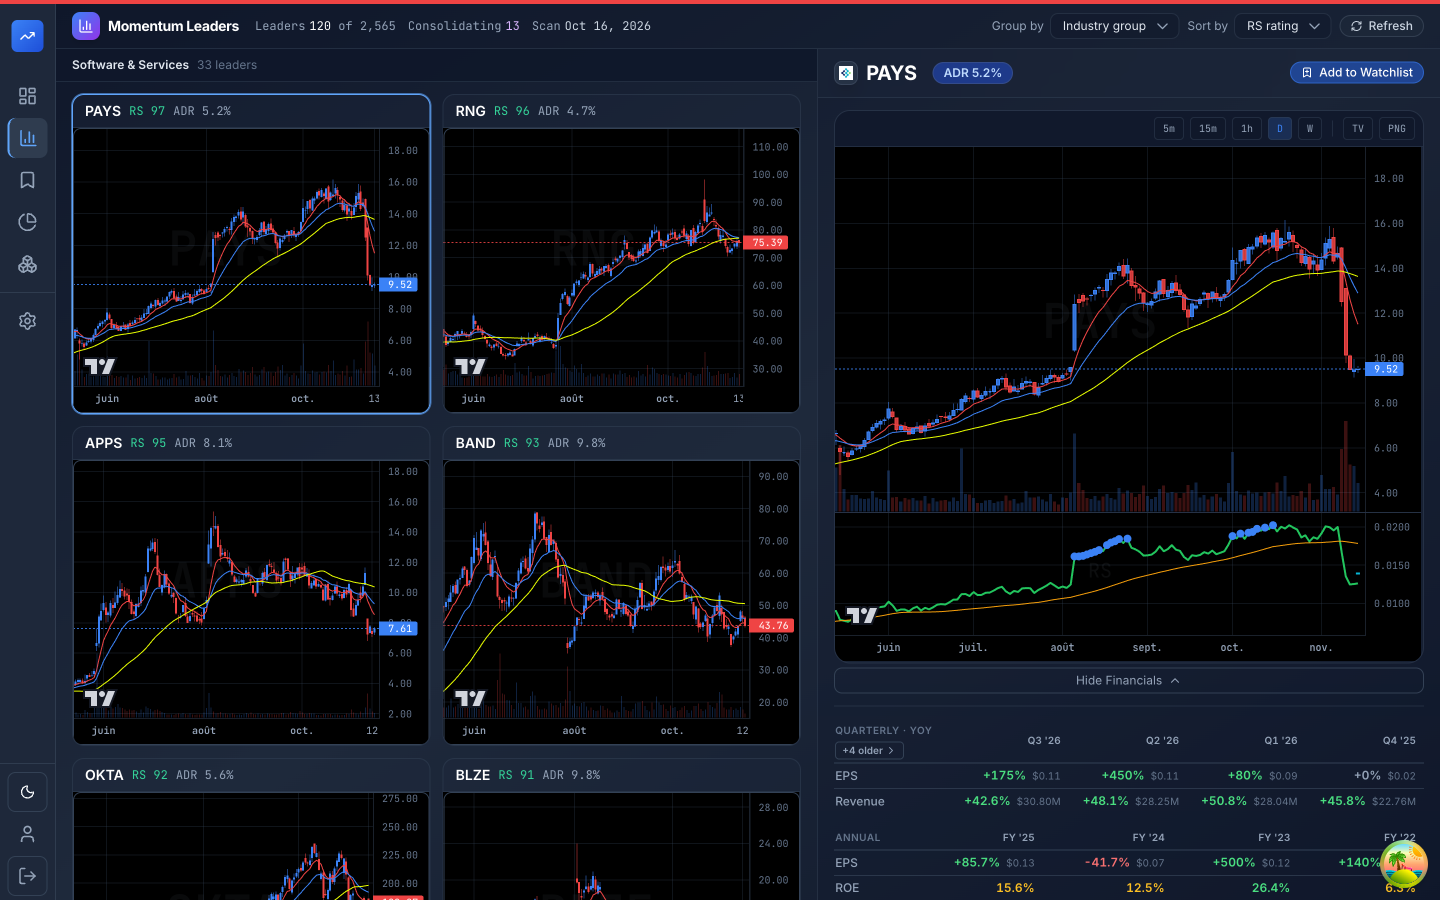 Momentum Leaders Leaders 120 of 2,565 Consolidating 13 Scan Oct 16, 2026 Group by Industry group Sort by RS rating Refresh
Software & Services 33 leaders
PAYS RS 97 ADR 5.2%
18.00
16.00
14.00
12.00
10.00
9.52
8.00
6.00
4.00
juin août oct. 13
RNG RS 96 ADR 4.7%
110.00
100.00
90.00
80.00
75.39
70.00
60.00
50.00
40.00
30.00
juin août oct. 13
APPS RS 95 ADR 8.1%
18.00
16.00
14.00
12.00
10.00
7.61
6.00
4.00
2.00
juin août oct. 12
BAND RS 93 ADR 9.8%
90.00
80.00
70.00
60.00
50.00
43.76
40.00
30.00
20.00
juin août oct. 12
OKTA RS 92 ADR 5.6%
275.00
250.00
225.00
200.00
BLZE RS 91 ADR 9.8%
28.00
24.00
20.00
PAYS ADR 5.2% Add to Watchlist
5m 15m 1h D W TV PNG
PAYS
18.00
16.00
14.00
12.00
10.00
9.52
8.00
6.00
4.00
RS
0.0200
0.0150
0.0100
juin juil. août sept. oct. nov.
Hide Financials
QUARTERLY · YOY
+4 older Q3 '26 Q2 '26 Q1 '26 Q4 '25
EPS +175% $0.11 +450% $0.11 +80% $0.09 +0% $0.02
Revenue +42.6% $30.80M +48.1% $28.25M +50.8% $28.04M +45.8% $22.76M
ANNUAL FY '25 FY '24 FY '23 FY '22
EPS +85.7% $0.13 -41.7% $0.07 +500% $0.12 +140%
ROE 15.6% 12.5% 26.4% 6.3%